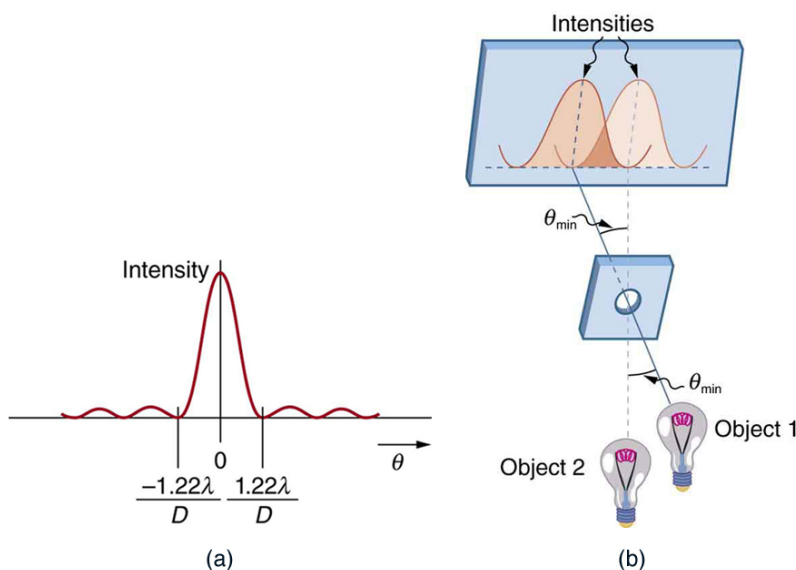 Intensities
θmin
Intensity
θmin
Object 1
Object 2
0
θ
–1.22λ
D
1.22λ
D
(a)
(b)